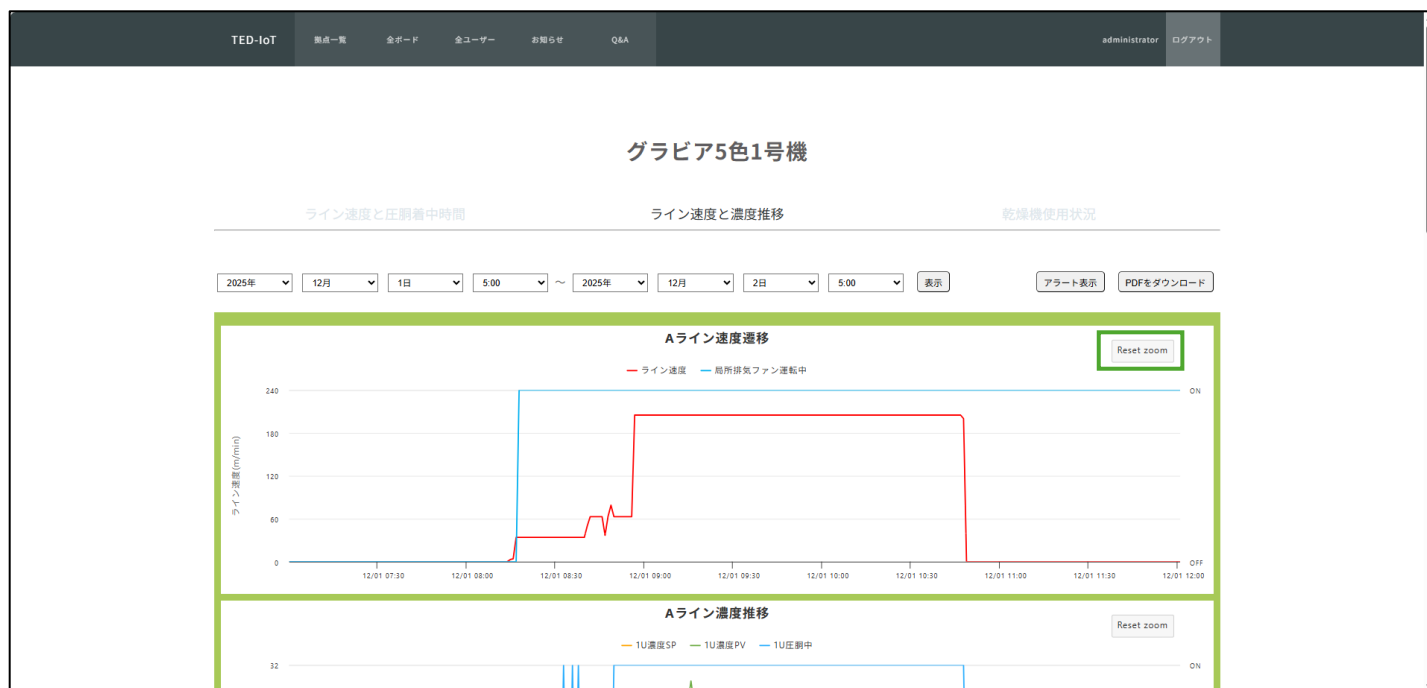 TED-IoT 拠点一覧 全ボード 全ユーザー お知らせ Q&A administrator ログアウト
グラビア5色1号機
ライン速度と圧胴着中時間 ライン速度と濃度推移 乾燥機使用状況
2025年 12月 1日 5:00 ～ 2025年 12月 2日 5:00 表示 アラート表示 PDFをダウンロード
Aライン速度遷移
Reset zoom
ライン速度 局所排気ファン運転中
240 ON
180
120
60
0 OFF
ライン速度(m/min)
12/01 07:30 12/01 08:00 12/01 08:30 12/01 09:00 12/01 09:30 12/01 10:00 12/01 10:30 12/01 11:00 12/01 11:30 12/01 12:00
Aライン濃度推移
Reset zoom
1U濃度SP 1U濃度PV 1U圧胴中
32 ON